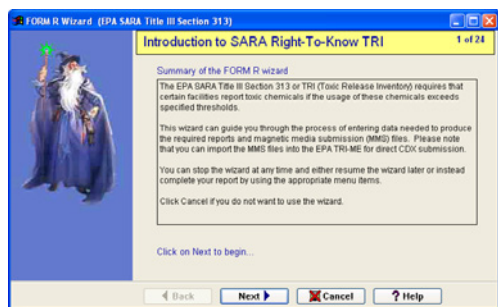 FORM R Wizard (EPA SARA Title III Section 313)
Introduction to SARA Right-To-Know TRI
1 of 24
Summary of the FORM R wizard
The EPA SARA Title III Section 313 or TRI (Toxic Release Inventory) requires that
certain facilities report toxic chemicals if the usage of these chemicals exceeds
specified thresholds.
This wizard can guide you through the process of entering data needed to produce
the required reports and magnetic media submission (MMS) files. Please note
that you can import the MMS files into the EPA TRI-ME for direct CDX submission.
You can stop the wizard at any time and either resume the wizard later or instead
complete your report by using the appropriate menu items.
Click Cancel if you do not want to use the wizard.
Click on Next to begin...
Back Next Cancel ? Help